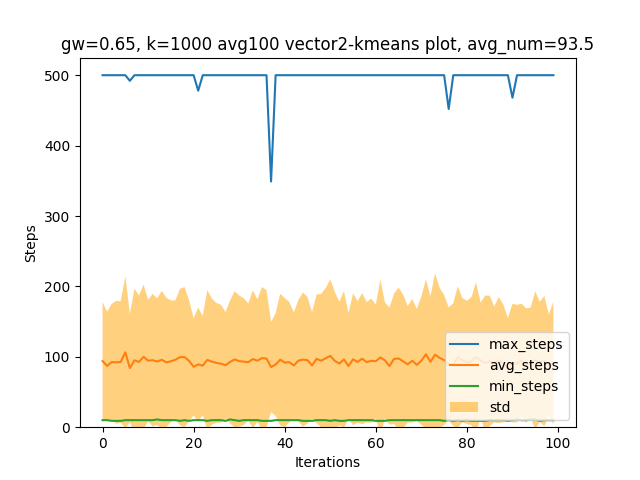 gw=0.65, k=1000 avg100 vector2-kmeans plot, avg_num=93.5
500
400
300
200
100
0
Steps
max_steps
avg_steps
min_steps
std
0
20
40
60
80
100
Iterations